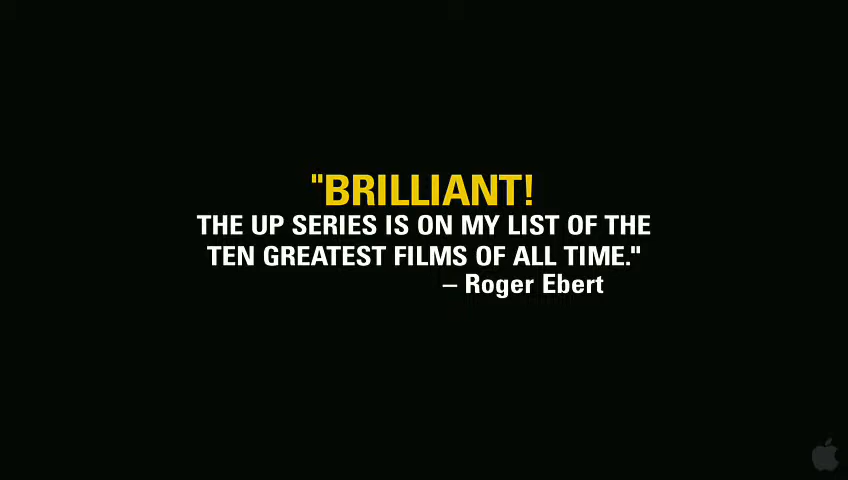 "BRILLIANT!
THE UP SERIES IS ON MY LIST OF THE
TEN GREATEST FILMS OF ALL TIME."
– Roger Ebert